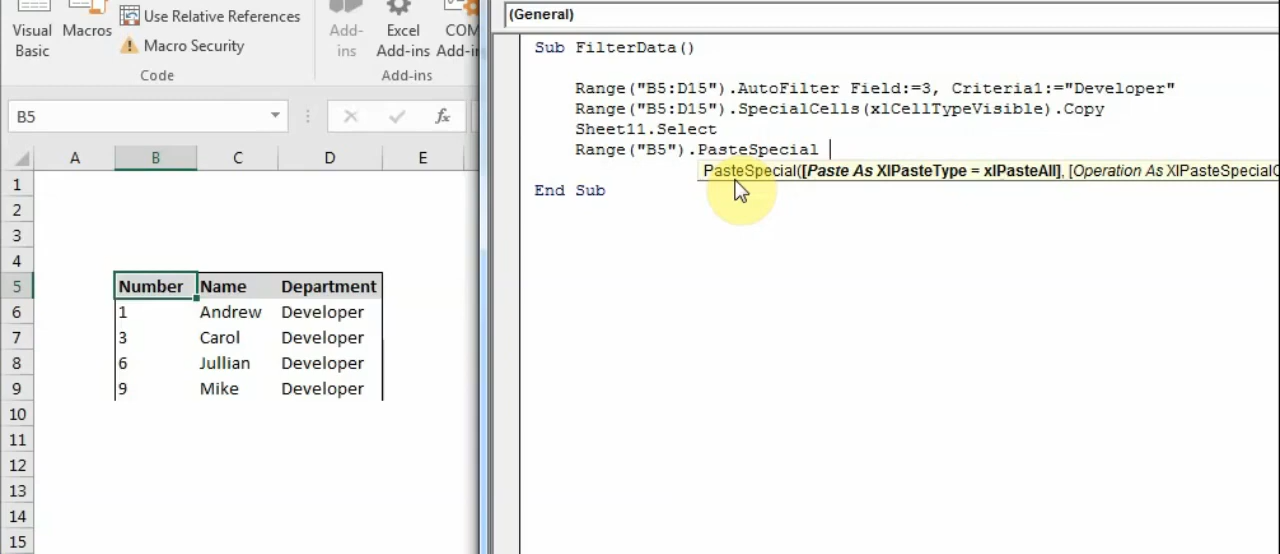 Visual Basic
Macros
Use Relative References
Macro Security
Code
Add-ins
Excel Add-ins
COM Add-i
Add-ins
B5
fx
A B C D E
1
2
3
4
5 Number Name Department
6 1 Andrew Developer
7 3 Carol Developer
8 6 Jullian Developer
9 9 Mike Developer
10
11
12
13
14
15
(General)
Sub FilterData()
Range("B5:D15").AutoFilter Field:=3, Criteria1:="Developer"
Range("B5:D15").SpecialCells(xlCellTypeVisible).Copy
Sheet11.Select
Range("B5").PasteSpecial
PasteSpecial([Paste As XlPasteType = xlPasteAll], [Operation As XlPasteSpecial
End Sub